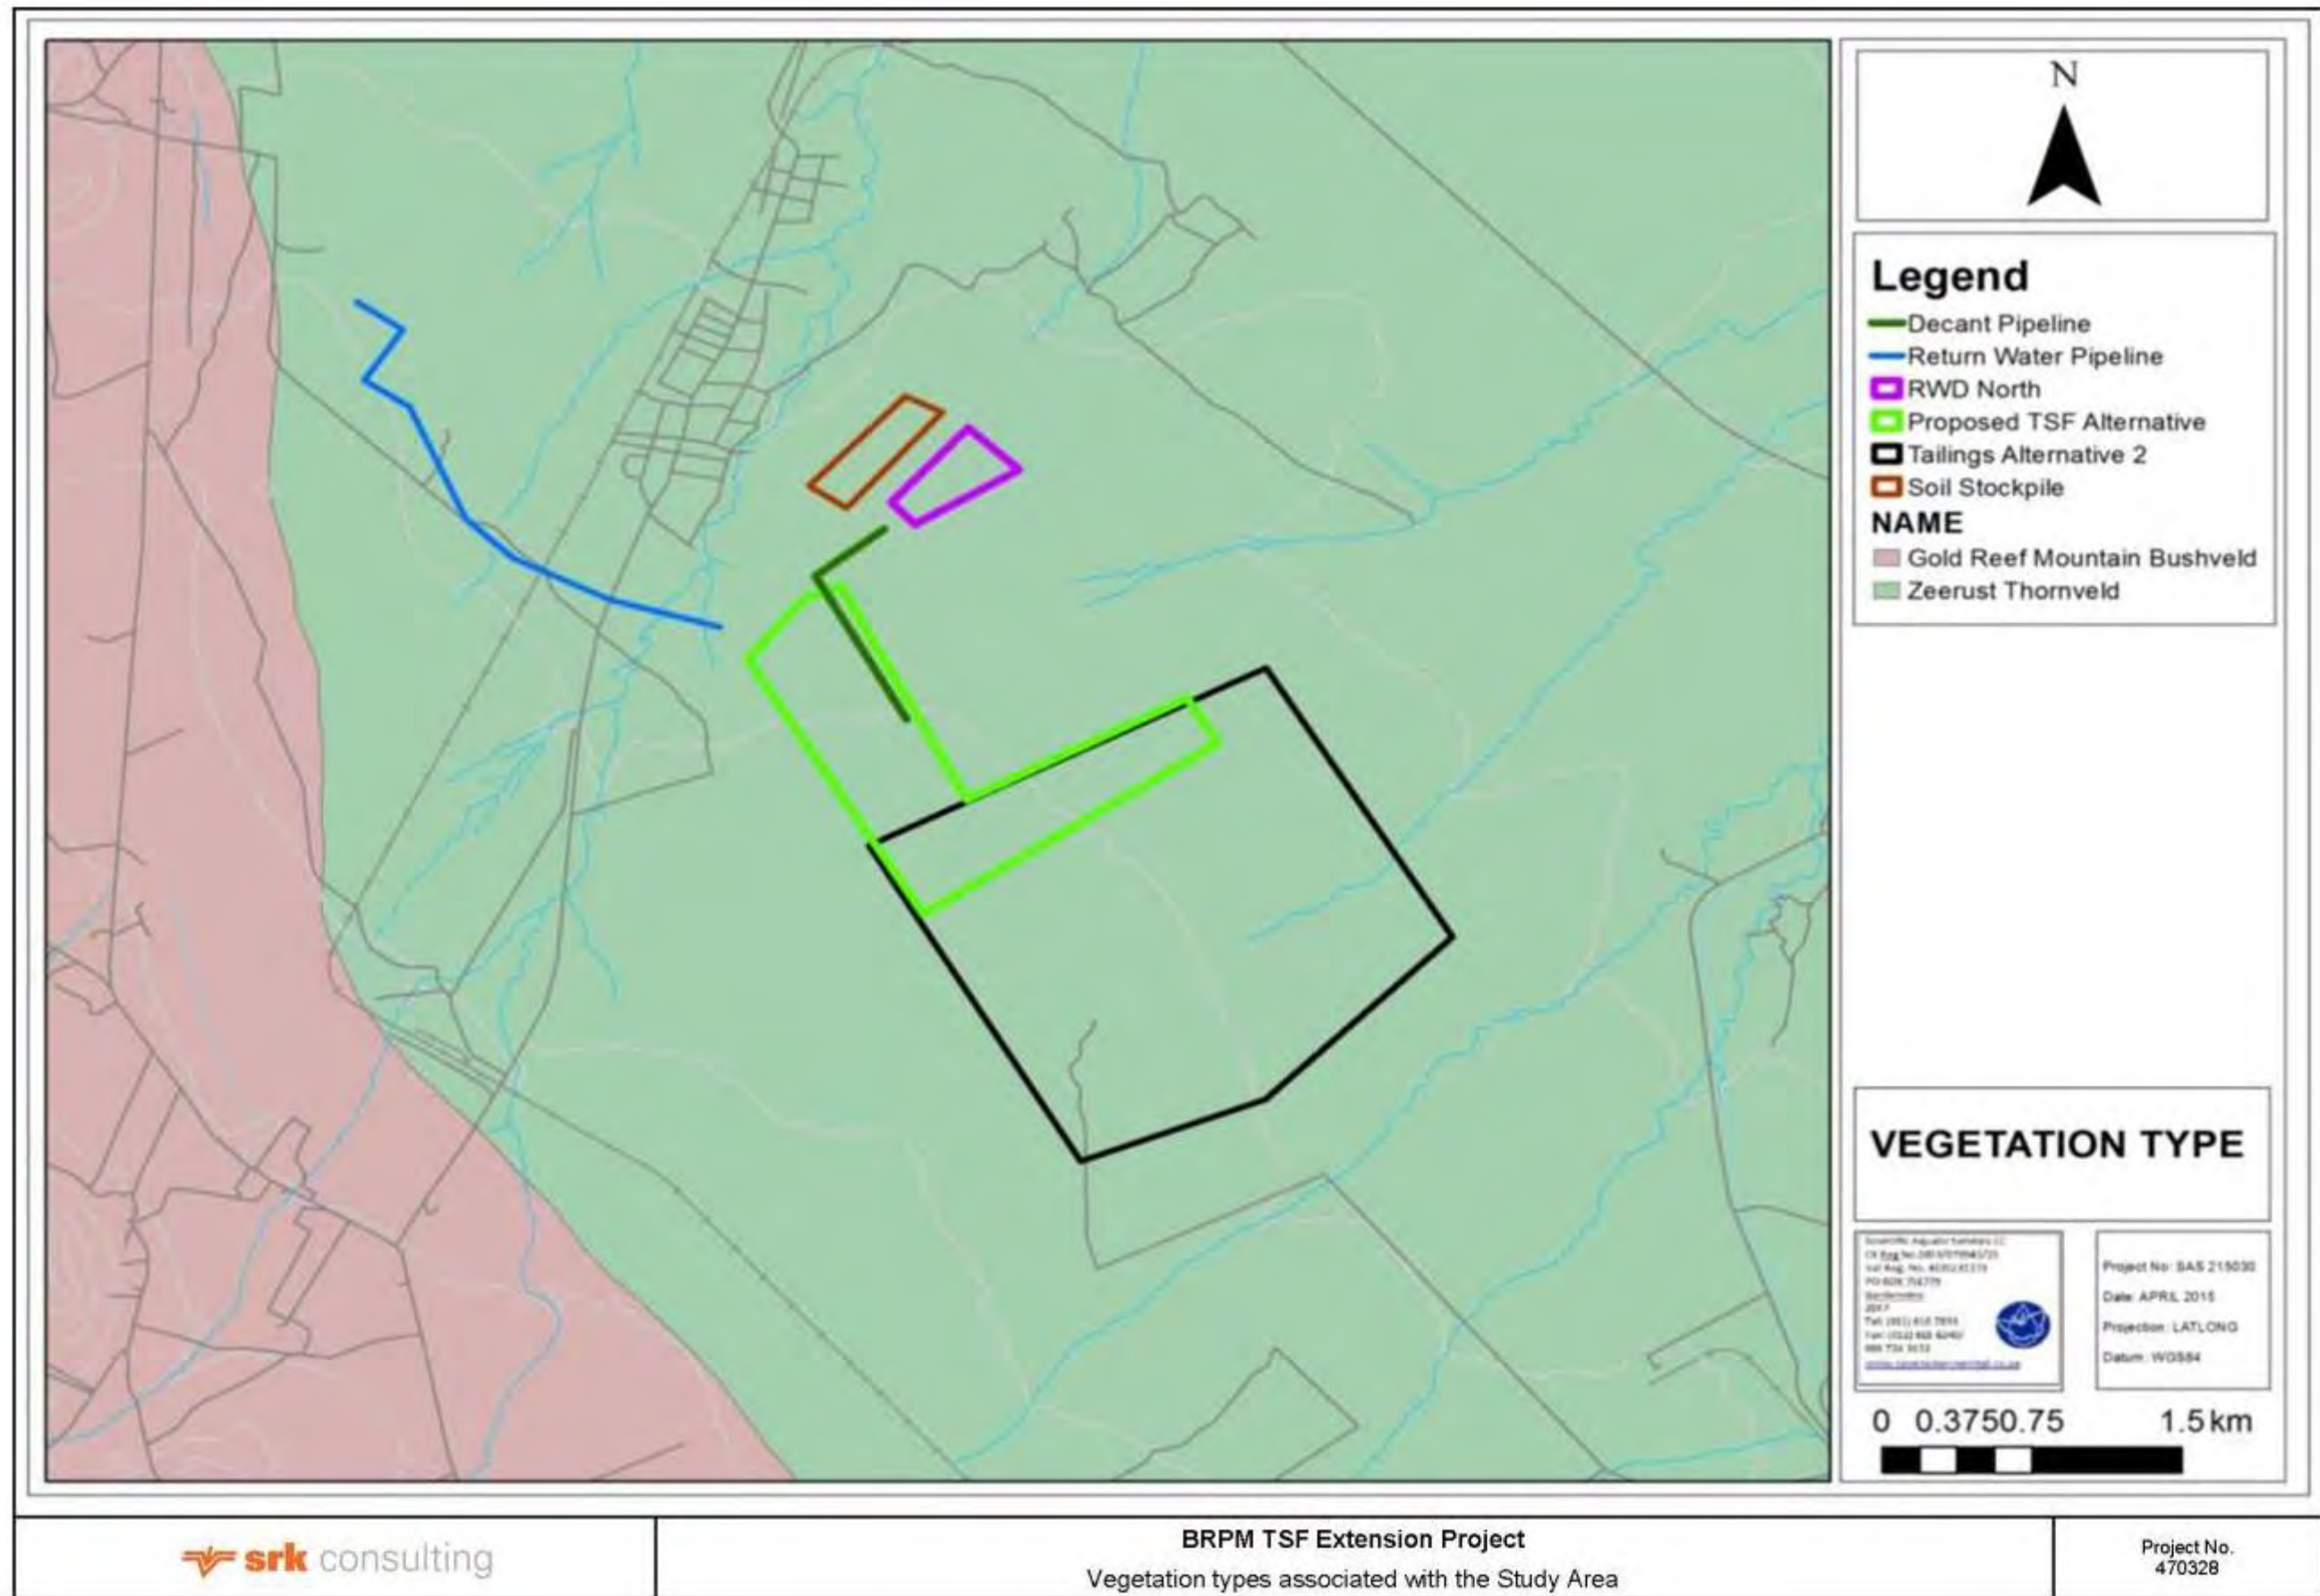 N
Legend
Decant Pipeline
Return Water Pipeline
RWD North
Proposed TSF Alternative
Tailings Alternative 2
Soil Stockpile
NAME
Gold Reef Mountain Bushveld
Zeerust Thornveld
VEGETATION TYPE
Project No: SAS 215030
Date: APRIL 2015
Projection: LATLONG
Datum: WGS84
0 0.3750.75 1.5 km
srk consulting
BRPM TSF Extension Project
Vegetation types associated with the Study Area
Project No.
470328